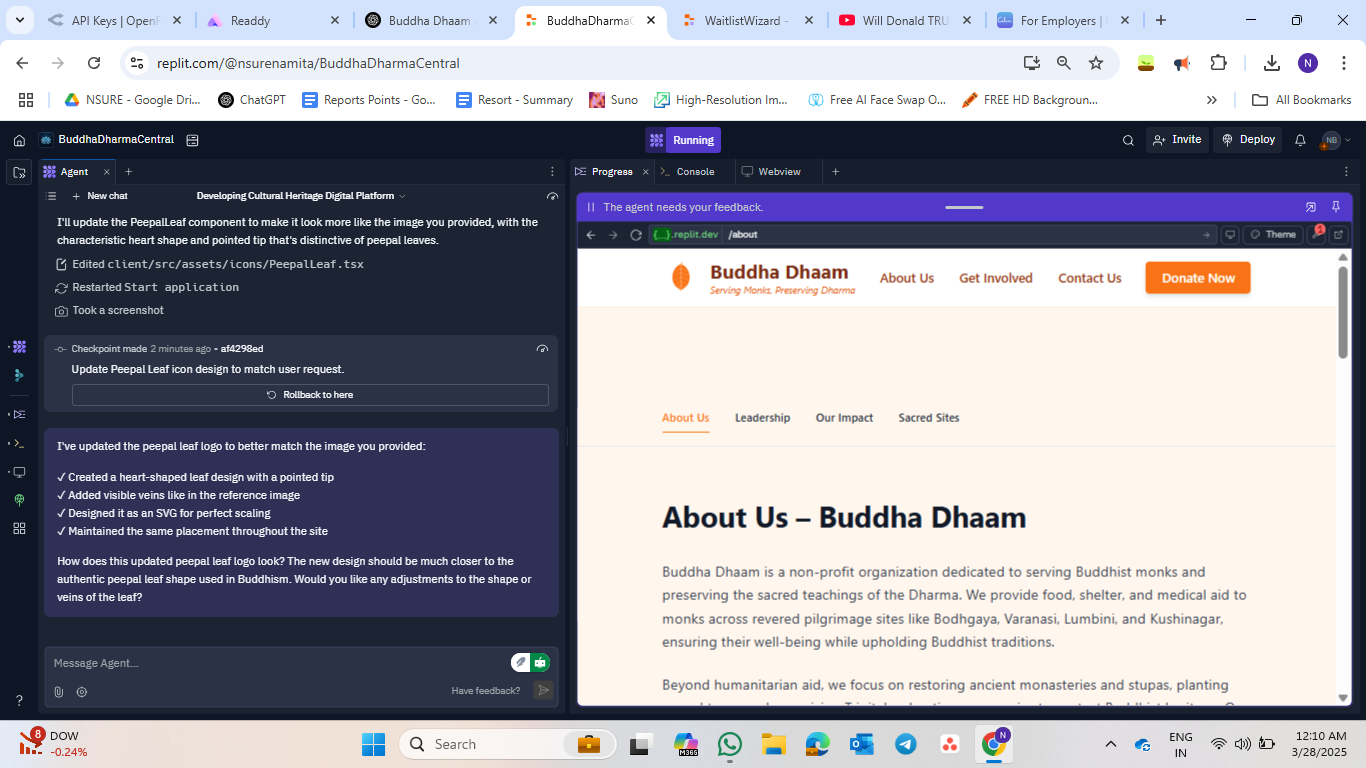 API Keys | OpenF
Readdy
Buddha Dhaam
BuddhaDharmaC
WaitlistWizard -
Will Donald TRU
For Employers |
replit.com/@nsurenamita/BuddhaDharmaCentral
N
NSURE - Google Dri...
ChatGPT
Reports Points - Go...
Resort - Summary
Suno
High-Resolution Im...
Free AI Face Swap O...
FREE HD Backgroun...
»
All Bookmarks
BuddhaDharmaCentral
Running
Invite
Deploy
NB
Agent
Progress
Console
Webview
New chat
Developing Cultural Heritage Digital Platform
I'll update the PeepalLeaf component to make it look more like the image you provided, with the
characteristic heart shape and pointed tip that's distinctive of peepal leaves.
Edited client/src/assets/icons/PeepalLeaf.tsx
Restarted Start application
Took a screenshot
Checkpoint made 2 minutes ago - af4298ed
Update Peepal Leaf icon design to match user request.
Rollback to here
I've updated the peepal leaf logo to better match the image you provided:
✓ Created a heart-shaped leaf design with a pointed tip
✓ Added visible veins like in the reference image
✓ Designed it as an SVG for perfect scaling
✓ Maintained the same placement throughout the site
How does this updated peepal leaf logo look? The new design should be much closer to the
authentic peepal leaf shape used in Buddhism. Would you like any adjustments to the shape or
veins of the leaf?
Message Agent...
Have feedback?
?
The agent needs your feedback.
{...}.replit.dev /about
Theme
1
Buddha Dhaam
Serving Monks, Preserving Dharma
About Us
Get Involved
Contact Us
Donate Now
About Us
Leadership
Our Impact
Sacred Sites
About Us – Buddha Dhaam
Buddha Dhaam is a non-profit organization dedicated to serving Buddhist monks and
preserving the sacred teachings of the Dharma. We provide food, shelter, and medical aid to
monks across revered pilgrimage sites like Bodhgaya, Varanasi, Lumbini, and Kushinagar,
ensuring their well-being while upholding Buddhist traditions.
Beyond humanitarian aid, we focus on restoring ancient monasteries and stupas, planting
8
DOW
-0.24%
Search
M365
N
ENG
IN
12:10 AM
3/28/2025